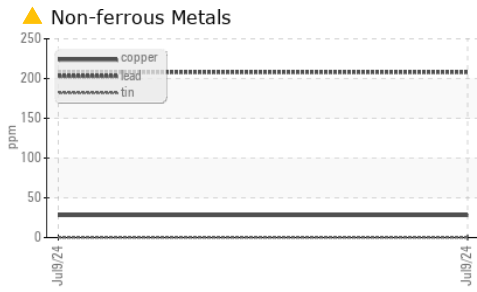 Non-ferrous Metals
250
200
150
100
50
0
ppm
copper
lead
tin
Jul9/24
Jul9/24